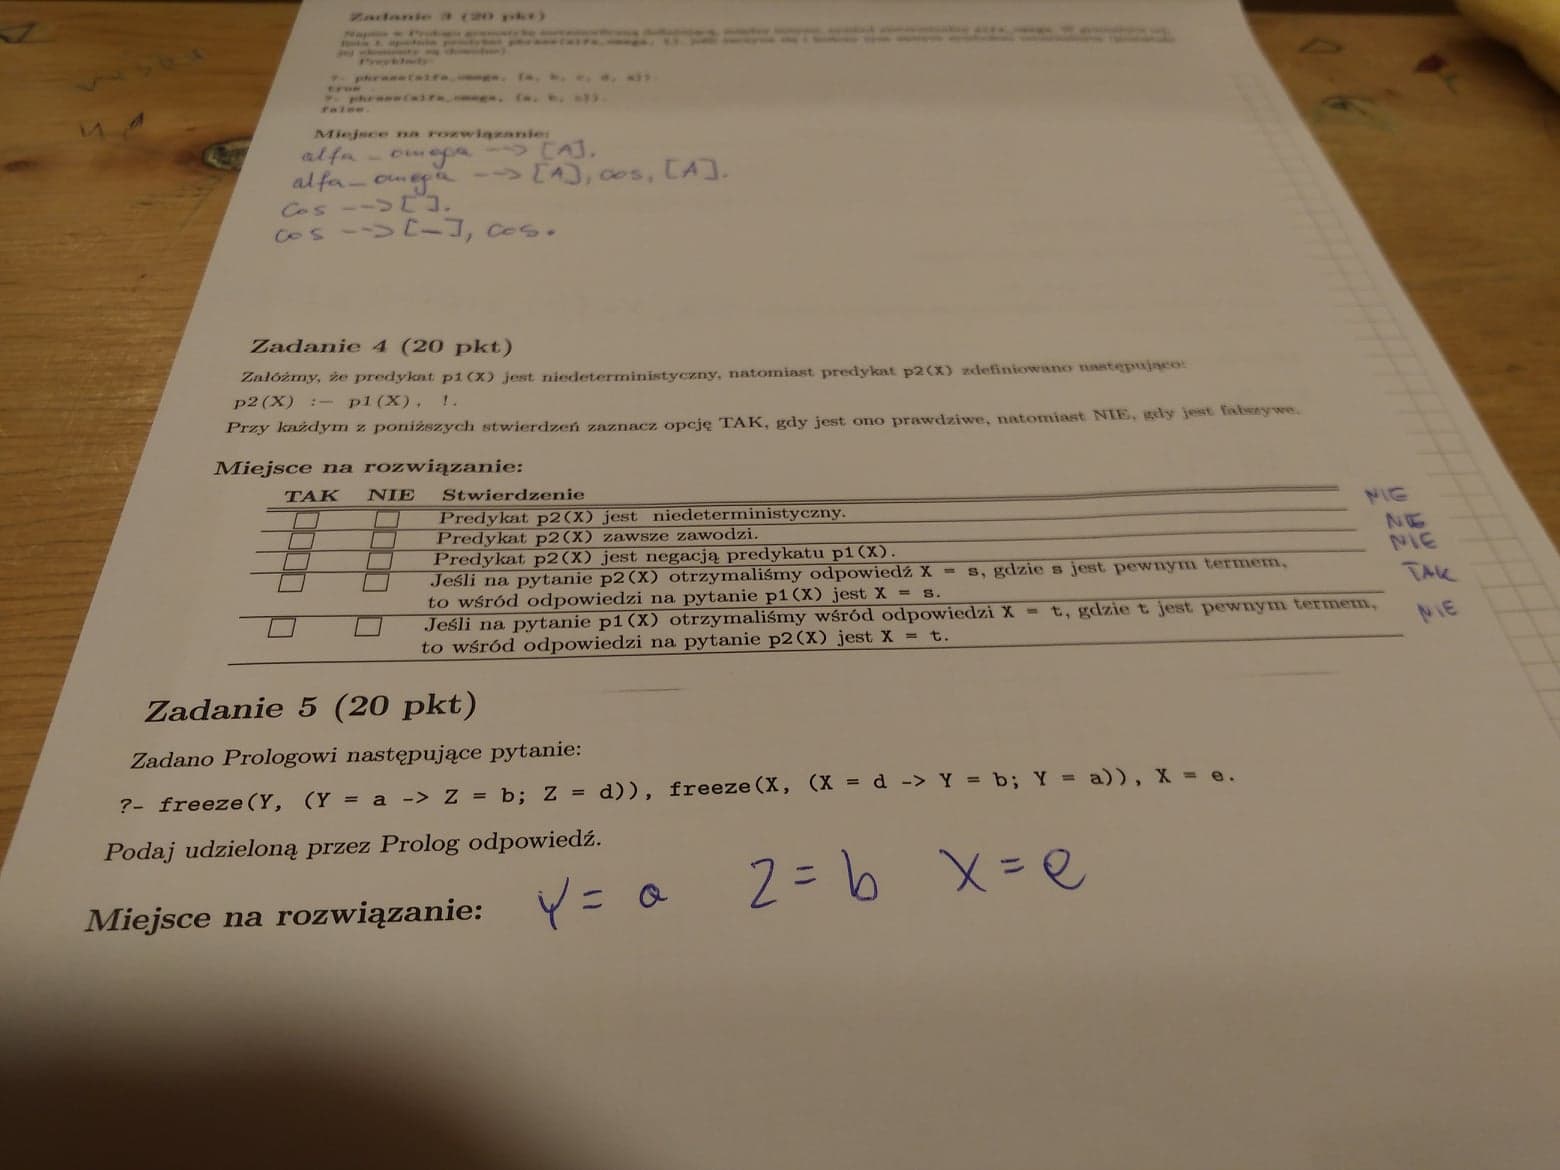 Zadanie 3 (20 pkt)
Napisz w Prologu gramatykę metamorficzną
Przykłady:
?- phrase(alfa_omega, [a, b, c, d, a]).
true
?- phrase(alfa_omega, [a, b, c]).
false.
Miejsce na rozwiązanie:
alfa_omega --> [A].
alfa_omega --> [A], cos, [A].
cos --> [].
cos --> [_], cos.
Zadanie 4 (20 pkt)
Załóżmy, że predykat p1(X) jest niedeterministyczny, natomiast predykat p2(X) zdefiniowano następująco:
p2(X) :- p1(X), !.
Przy każdym z poniższych stwierdzeń zaznacz opcję TAK, gdy jest ono prawdziwe, natomiast NIE, gdy jest fałszywe.
Miejsce na rozwiązanie:
TAK NIE Stwierdzenie
Predykat p2(X) jest niedeterministyczny. NIE
Predykat p2(X) zawsze zawodzi. NIE
Predykat p2(X) jest negacją predykatu p1(X). NIE
Jeśli na pytanie p2(X) otrzymaliśmy odpowiedź X = s, gdzie s jest pewnym termem, TAK
to wśród odpowiedzi na pytanie p1(X) jest X = s.
Jeśli na pytanie p1(X) otrzymaliśmy wśród odpowiedzi X = t, gdzie t jest pewnym termem, NIE
to wśród odpowiedzi na pytanie p2(X) jest X = t.
Zadanie 5 (20 pkt)
Zadano Prologowi następujące pytanie:
?- freeze(Y, (Y = a -> Z = b; Z = d)), freeze(X, (X = d -> Y = b; Y = a)), X = e.
Podaj udzieloną przez Prolog odpowiedź.
Miejsce na rozwiązanie: Y = a Z = b X = e